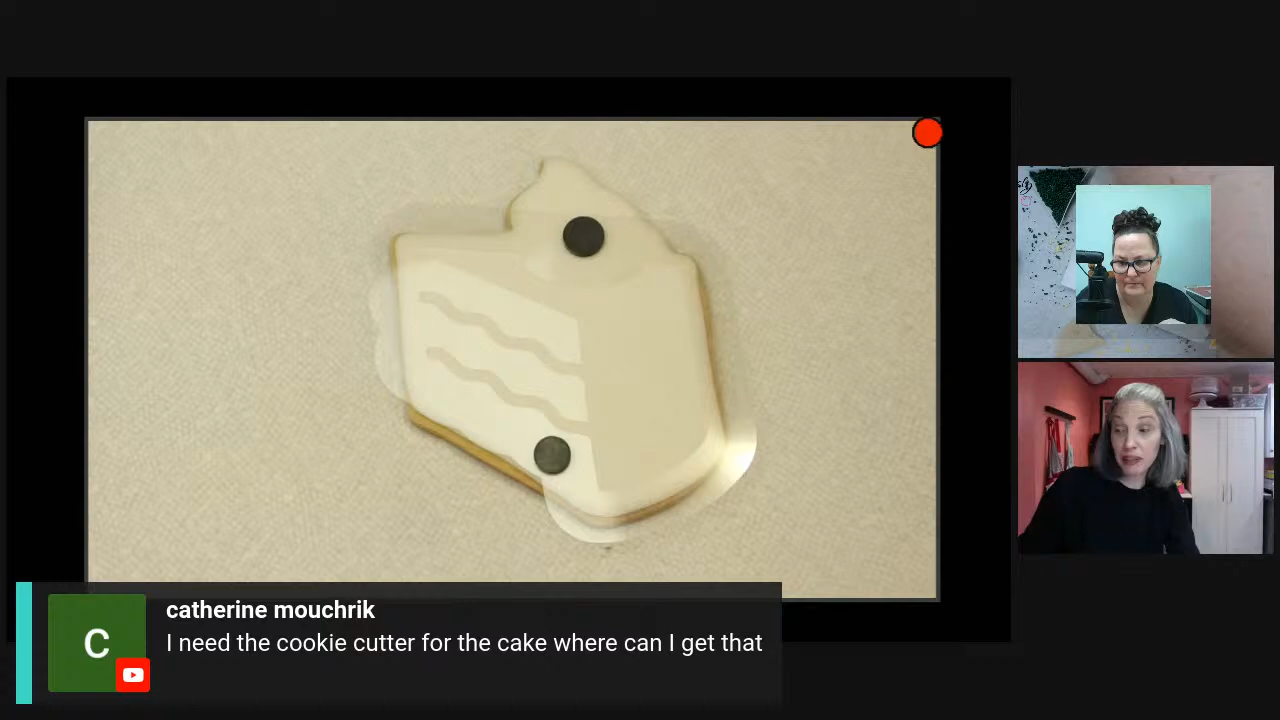 catherine mouchrik
C
I need the cookie cutter for the cake where can I get that